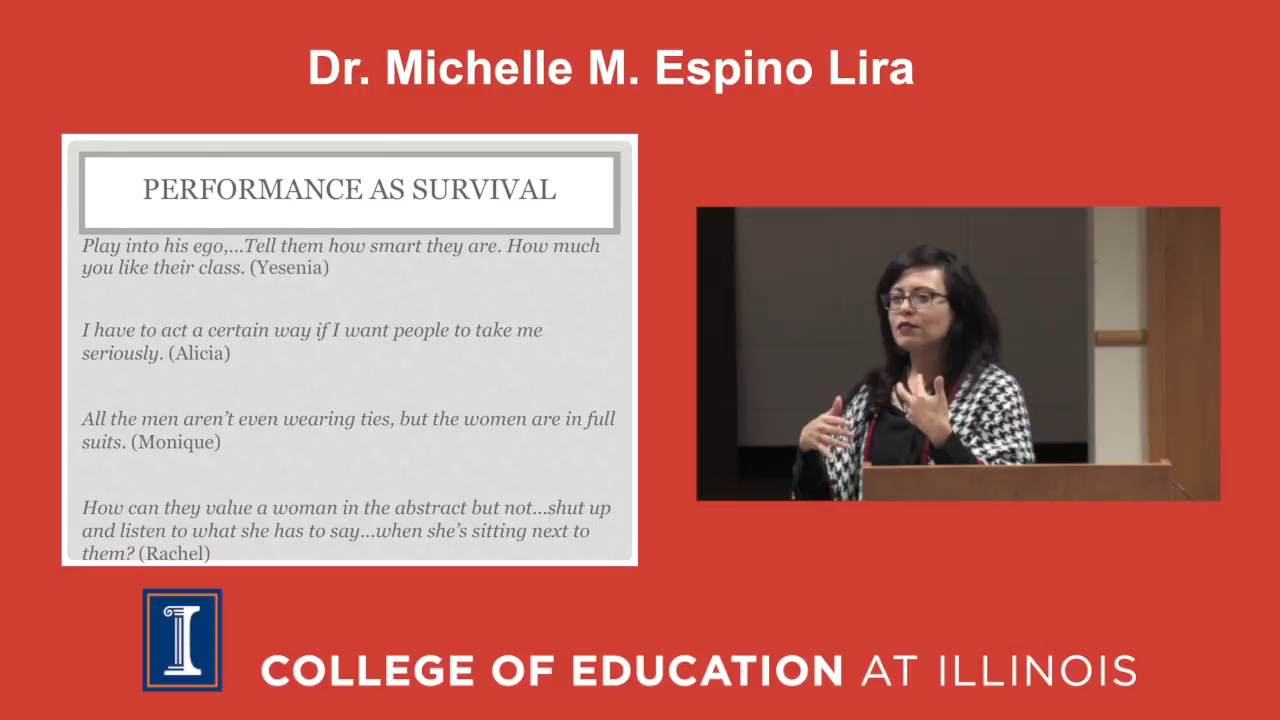 Dr. Michelle M. Espino Lira
PERFORMANCE AS SURVIVAL
Play into his ego,...Tell them how smart they are. How much
you like their class. (Yesenia)
I have to act a certain way if I want people to take me
seriously. (Alicia)
All the men aren't even wearing ties, but the women are in full
suits. (Monique)
How can they value a woman in the abstract but not...shut up
and listen to what she has to say...when she's sitting next to
them? (Rachel)
I
COLLEGE OF EDUCATION AT ILLINOIS